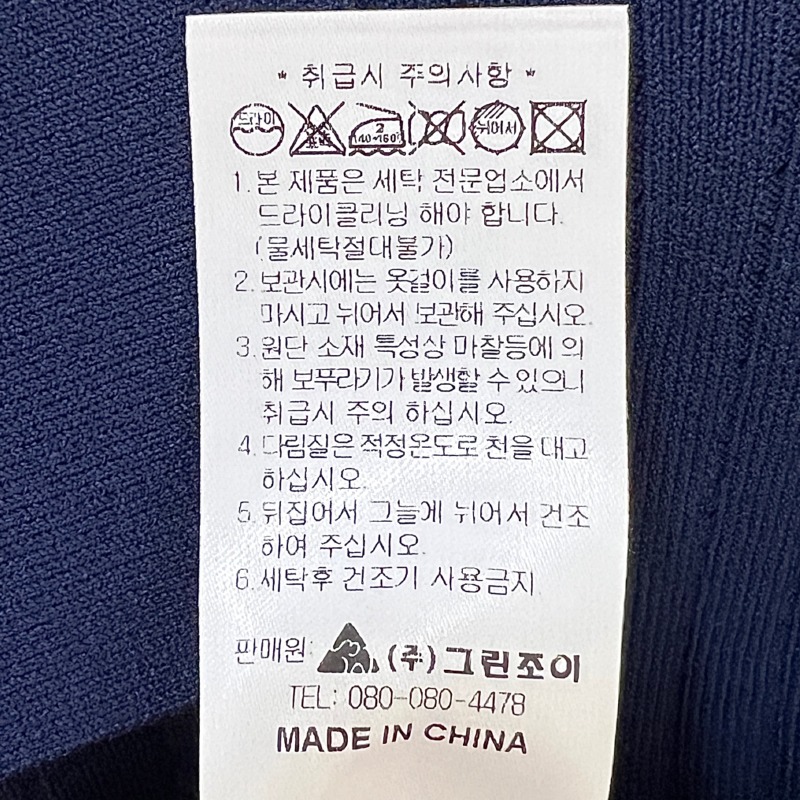 * 취급시 주의사항 *
드라이 2 140~160° 뉘어서
1. 본 제품은 세탁 전문업소에서
드라이클리닝 해야 합니다.
(물세탁절대불가)
2. 보관시에는 옷걸이를 사용하지
마시고 뉘어서 보관해 주십시오.
3. 원단 소재 특성상 마찰등에 의
해 보푸라기가 발생할 수 있으니
취급시 주의 하십시오.
4. 다림질은 적정온도로 천을 대고
하십시오.
5. 뒤집어서 그늘에 뉘어서 건조
하여 주십시오.
6. 세탁후 건조기 사용금지
판매원: (주)그린조이
TEL: 080-080-4478
MADE IN CHINA